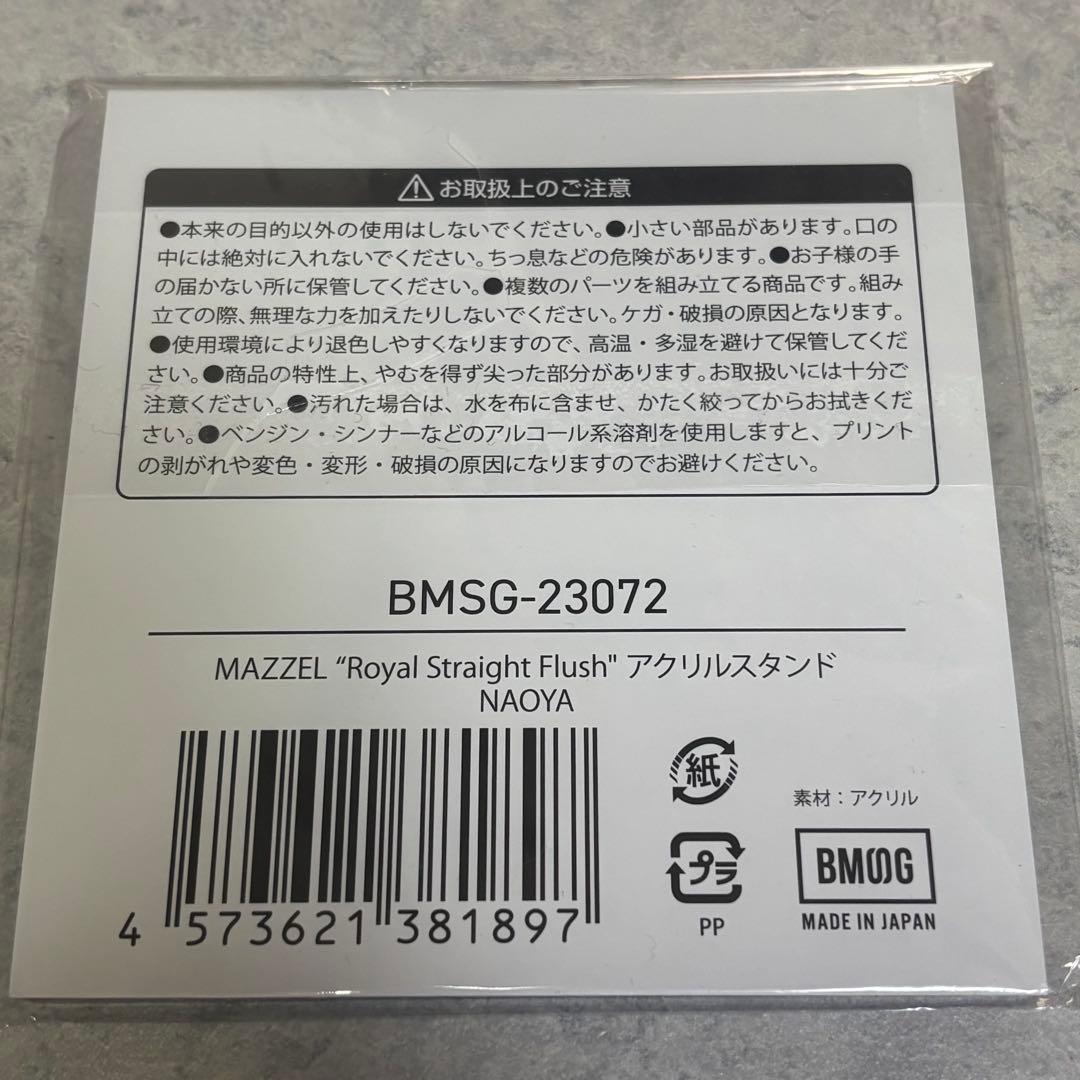 ⚠お取扱上のご注意
●本来の目的以外の使用はしないでください。●小さい部品があります。口の
中には絶対に入れないでください。ちっ息などの危険があります。●お子様の手
の届かない所に保管してください。●複数のパーツを組み立てる商品です。組み
立ての際、無理な力を加えたりしないでください。ケガ・破損の原因となります。
●使用環境により退色しやすくなりますので、高温・多湿を避けて保管してくだ
さい。●商品の特性上、やむを得ず尖った部分があります。お取扱いには十分ご
注意ください。●汚れた場合は、水を布に含ませ、かたく絞ってからお拭きくだ
さい。●ベンジン・シンナーなどのアルコール系溶剤を使用しますと、プリント
の剥がれや変色・変形・破損の原因になりますのでお避けください。
BMSG-23072
MAZZEL “Royal Straight Flush" アクリルスタンド
NAOYA
4 573621 381897
紙
プラ
PP
素材：アクリル
BMSG
MADE IN JAPAN